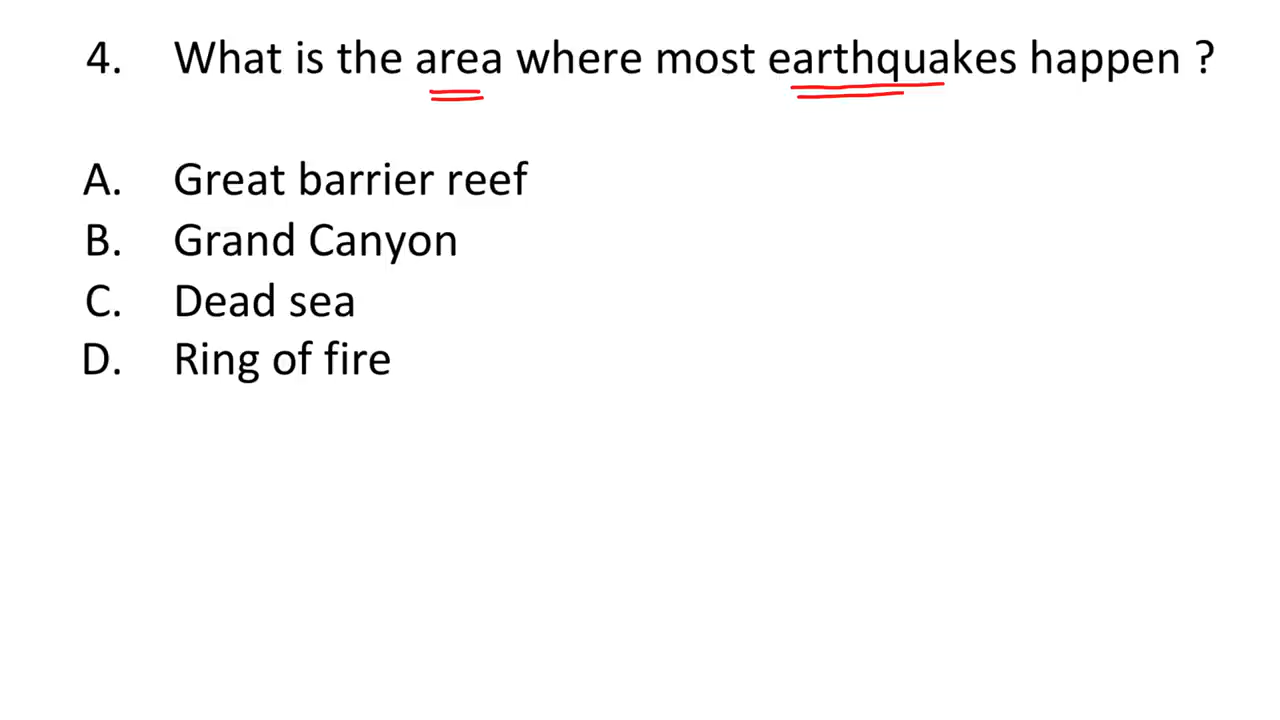 4. What is the area where most earthquakes happen ?
A. Great barrier reef
B. Grand Canyon
C. Dead sea
D. Ring of fire